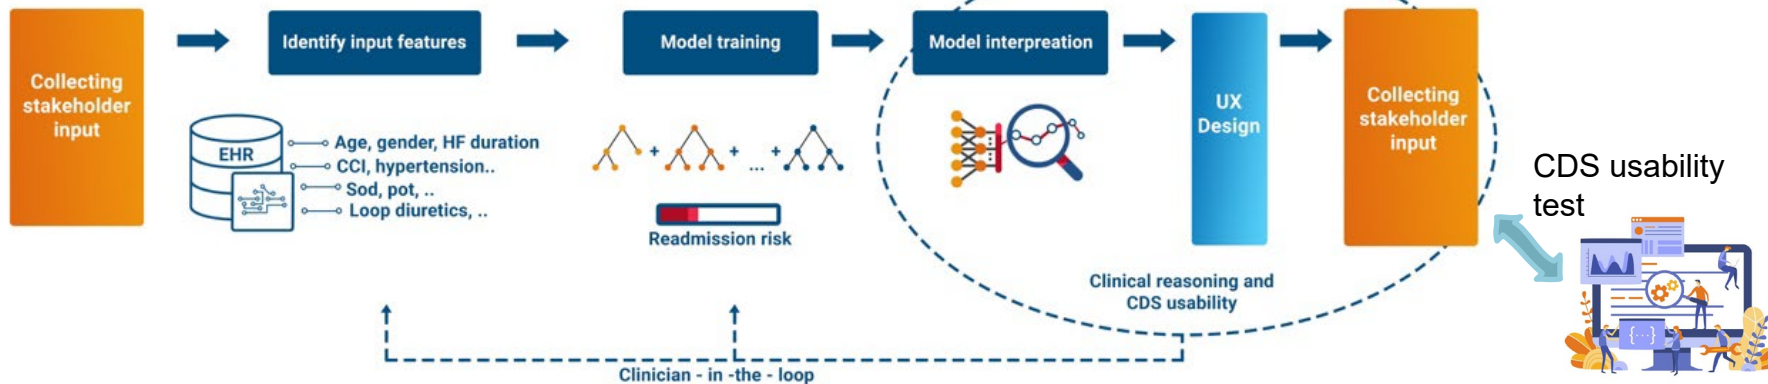 Collecting
stakeholder
input
Identify input features
EHR
Age, gender, HF duration
CCI, hypertension..
Sod, pot, ..
Loop diuretics, ..
Model training
+
+
...
+
Readmission risk
Model interpreation
UX
Design
Collecting
stakeholder
input
Clinical reasoning and
CDS usability
Clinician - in -the - loop
CDS usability
test
{...}